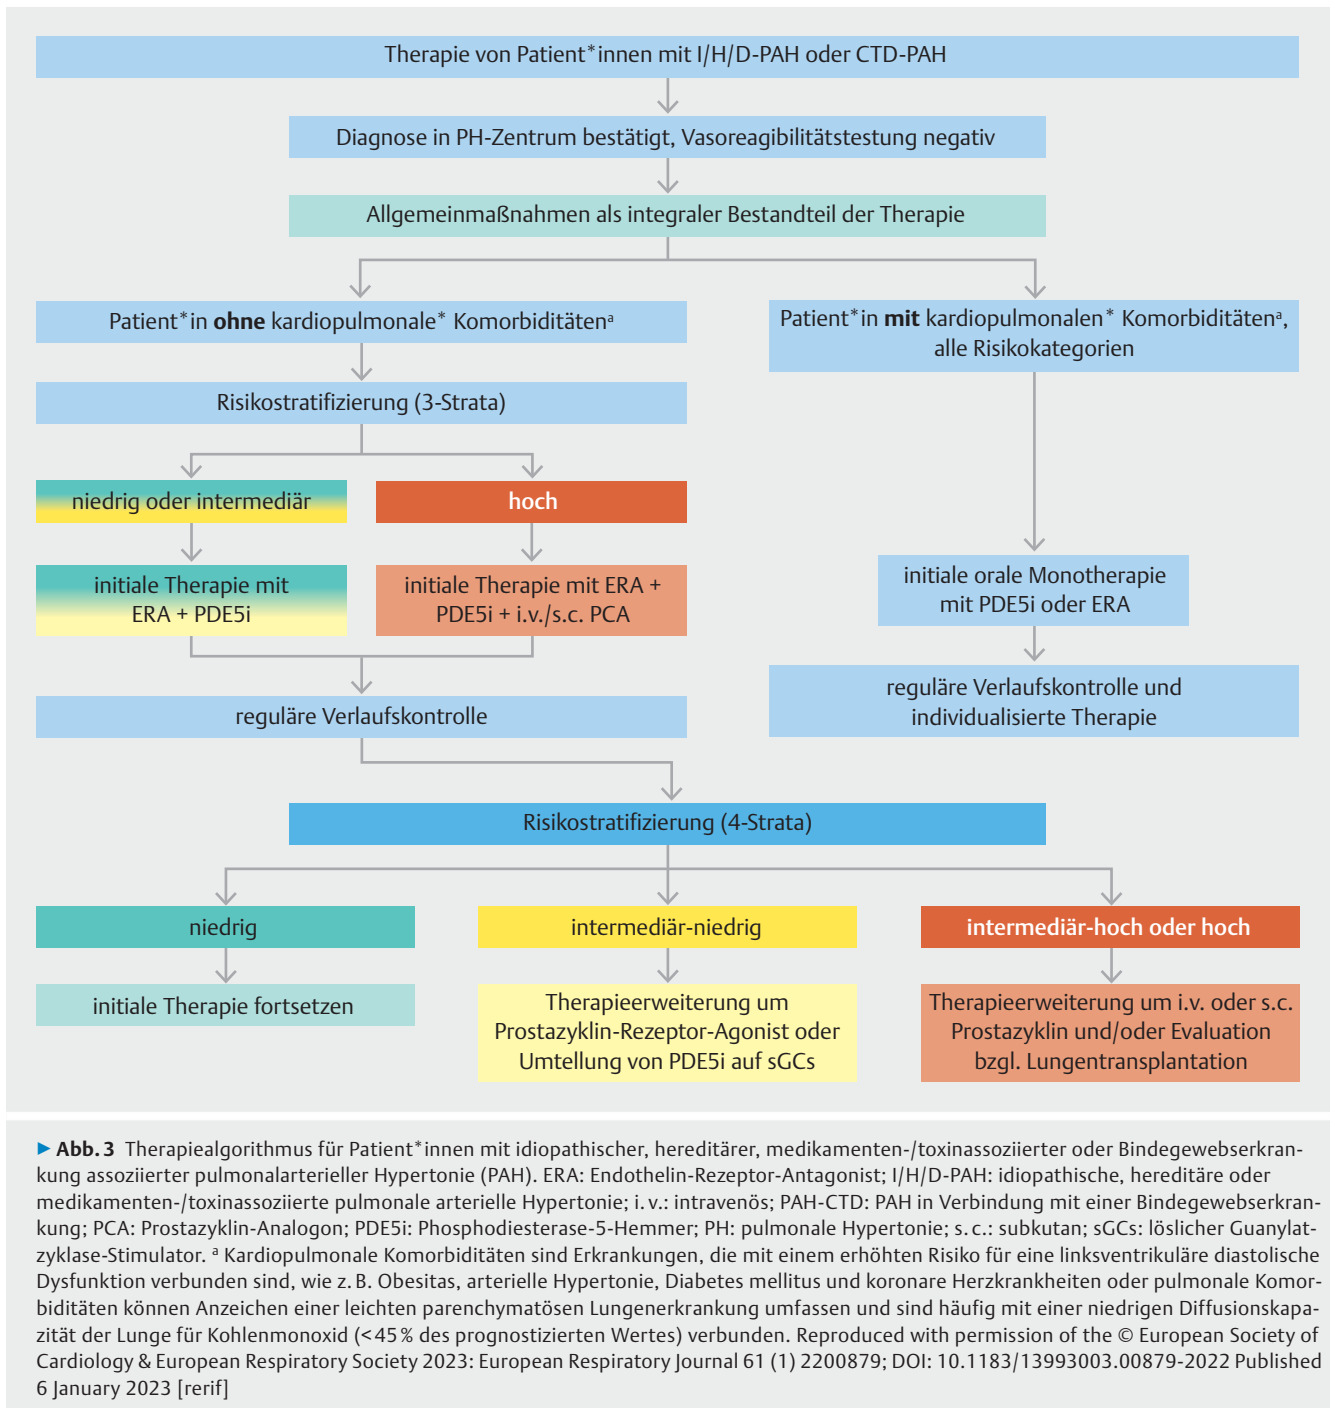 Therapie von Patient*innen mit I/H/D-PAH oder CTD-PAH
Diagnose in PH-Zentrum bestätigt, Vasoreagibilitätstestung negativ
Allgemeinmaßnahmen als integraler Bestandteil der Therapie
Patient*in ohne kardiopulmonale* Komorbiditätenᵃ
Patient*in mit kardiopulmonalen* Komorbiditätenᵃ,
alle Risikokategorien
Risikostratifizierung (3-Strata)
niedrig oder intermediär
hoch
initiale Therapie mit
ERA + PDE5i
initiale Therapie mit ERA +
PDE5i + i.v./s.c. PCA
initiale orale Monotherapie
mit PDE5i oder ERA
reguläre Verlaufskontrolle
reguläre Verlaufskontrolle und
individualisierte Therapie
Risikostratifizierung (4-Strata)
niedrig
intermediär-niedrig
intermediär-hoch oder hoch
initiale Therapie fortsetzen
Therapieerweiterung um
Prostazyklin-Rezeptor-Agonist oder
Umtellung von PDE5i auf sGCs
Therapieerweiterung um i.v. oder s.c.
Prostazyklin und/oder Evaluation
bzgl. Lungentransplantation
▶ Abb. 3 Therapiealgorithmus für Patient*innen mit idiopathischer, hereditärer, medikamenten-/toxinassoziierter oder Bindegewebserkran-
kung assoziierter pulmonalarterieller Hypertonie (PAH). ERA: Endothelin-Rezeptor-Antagonist; I/H/D-PAH: idiopathische, hereditäre oder
medikamenten-/toxinassoziierte pulmonale arterielle Hypertonie; i. v.: intravenös; PAH-CTD: PAH in Verbindung mit einer Bindegewebserkran-
kung; PCA: Prostazyklin-Analogon; PDE5i: Phosphodiesterase-5-Hemmer; PH: pulmonale Hypertonie; s. c.: subkutan; sGCs: löslicher Guanylat-
zyklase-Stimulator. ᵃ Kardiopulmonale Komorbiditäten sind Erkrankungen, die mit einem erhöhten Risiko für eine linksventrikuläre diastolische
Dysfunktion verbunden sind, wie z. B. Obesitas, arterielle Hypertonie, Diabetes mellitus und koronare Herzkrankheiten oder pulmonale Komor-
biditäten können Anzeichen einer leichten parenchymatösen Lungenerkrankung umfassen und sind häufig mit einer niedrigen Diffusionskapa-
zität der Lunge für Kohlenmonoxid (< 45 % des prognostizierten Wertes) verbunden. Reproduced with permission of the © European Society of
Cardiology & European Respiratory Society 2023: European Respiratory Journal 61 (1) 2200879; DOI: 10.1183/13993003.00879-2022 Published
6 January 2023 [rerif]